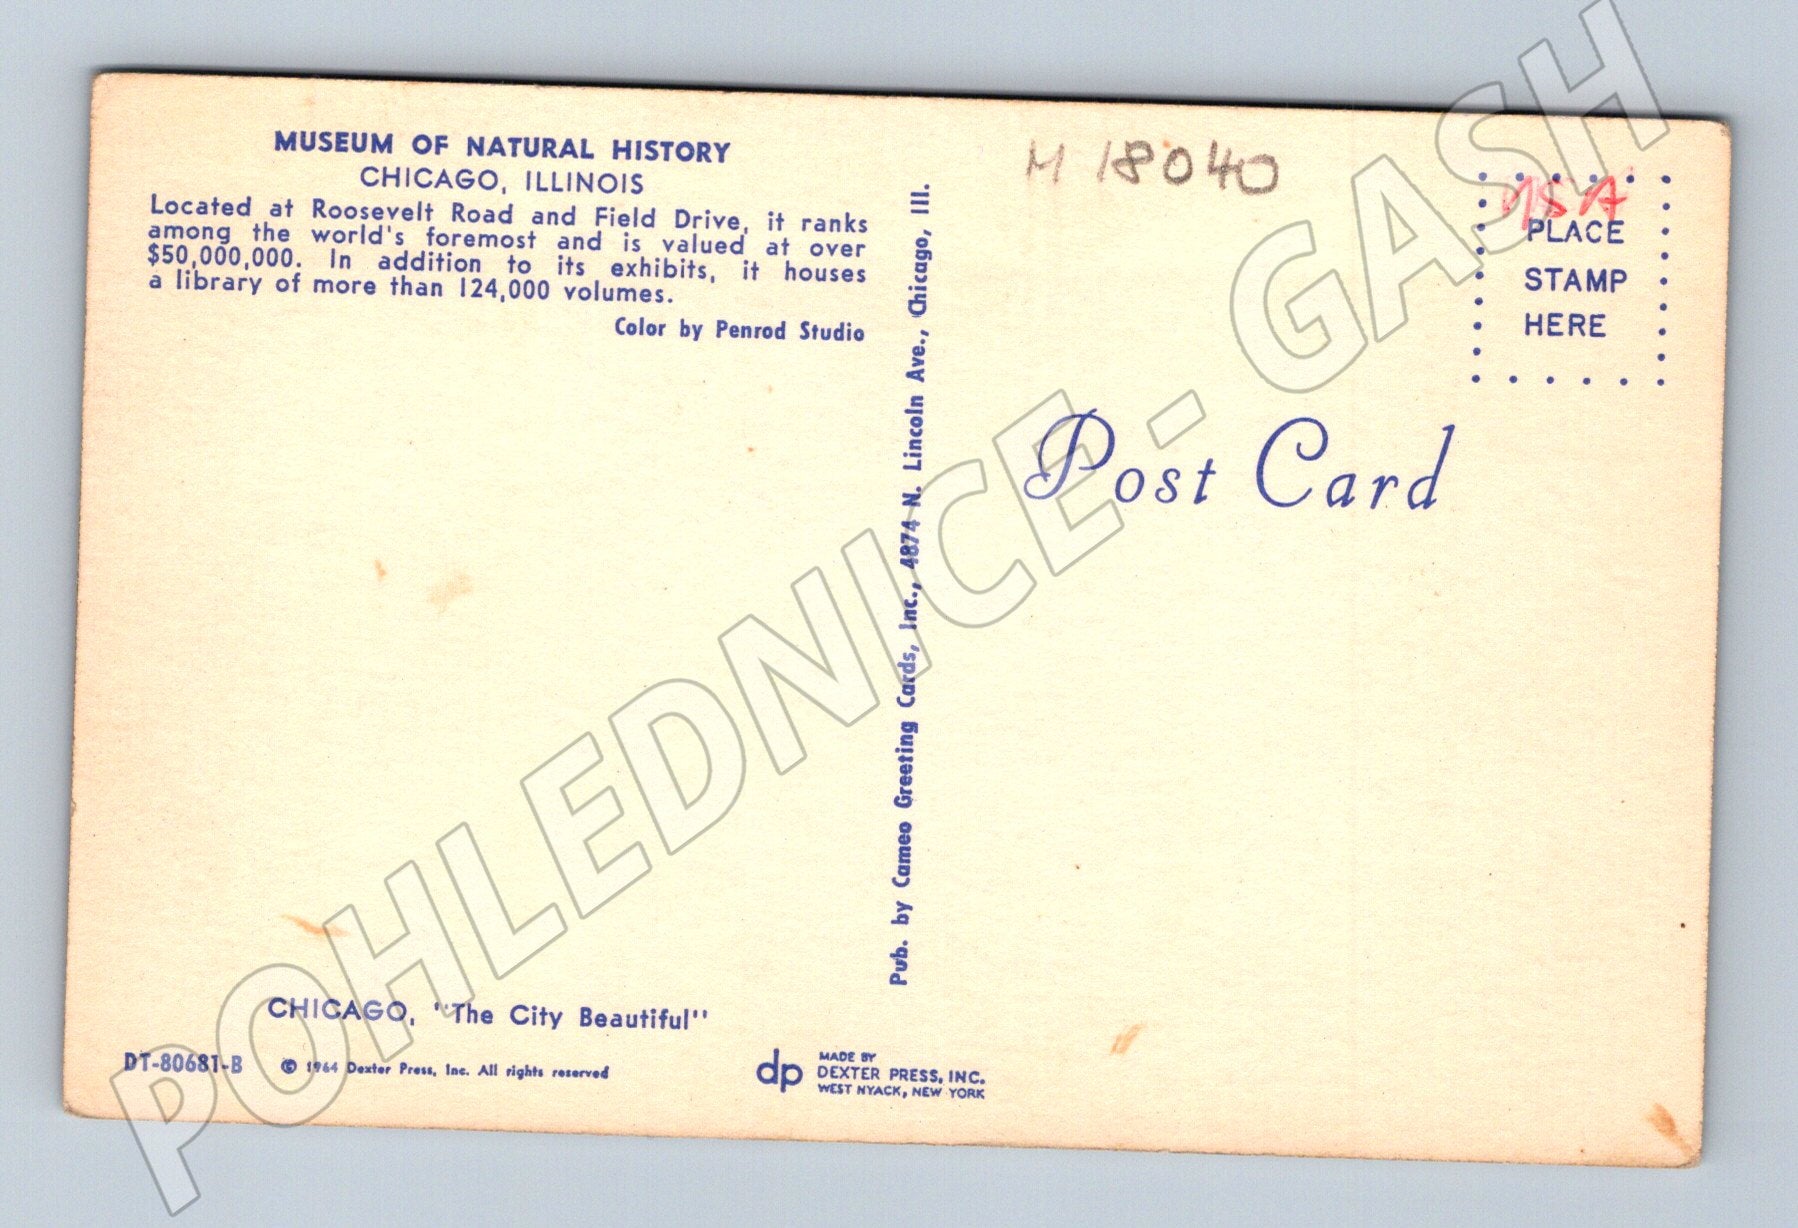 MUSEUM OF NATURAL HISTORY
CHICAGO, ILLINOIS
Located at Roosevelt Road and Field Drive, it ranks
among the world's foremost and is valued at over
$50,000,000. In addition to its exhibits, it houses
a library of more than 124,000 volumes.
Color by Penrod Studio
CHICAGO, "The City Beautiful"
DT-80681-B
© 1964 Dexter Press, Inc. All rights reserved
dp
MADE BY
DEXTER PRESS, INC.
WEST NYACK, NEW YORK
Pub. by Cameo Greeting Cards, Inc., 4874 N. Lincoln Ave., Chicago, Ill.
M 18040
USA
PLACE
STAMP
HERE
Post Card
POHLEDNICE - GASH